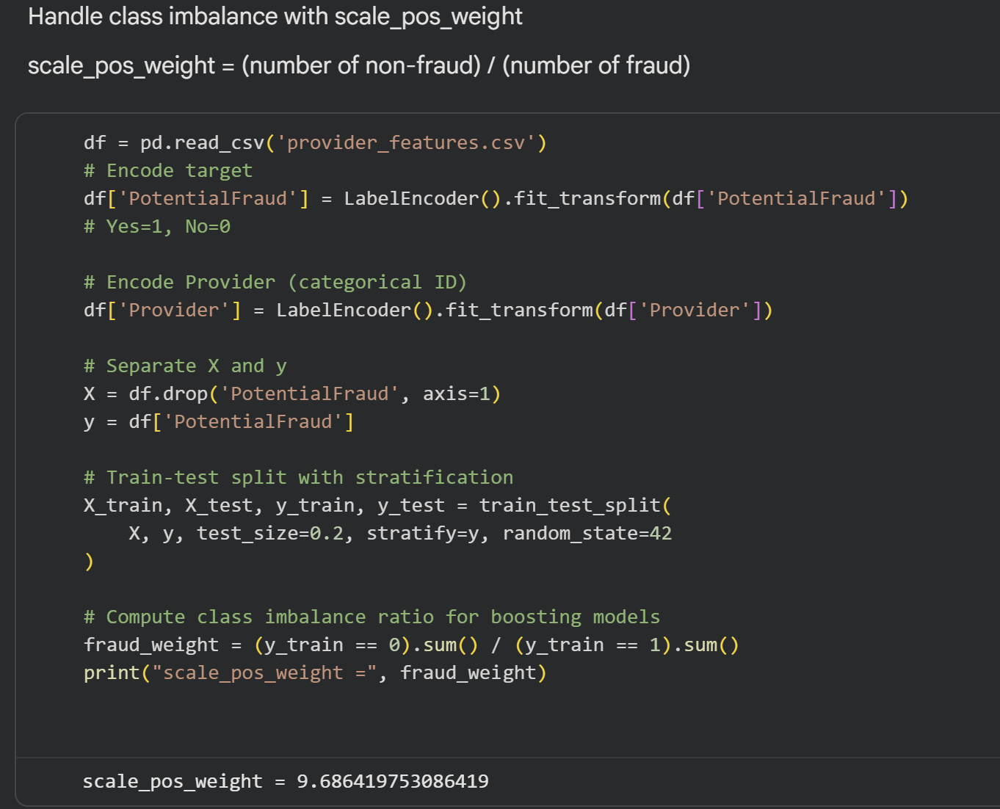 Handle class imbalance with scale_pos_weight
scale_pos_weight = (number of non-fraud) / (number of fraud)
df = pd.read_csv('provider_features.csv')
# Encode target
df['PotentialFraud'] = LabelEncoder().fit_transform(df['PotentialFraud'])
# Yes=1, No=0
# Encode Provider (categorical ID)
df['Provider'] = LabelEncoder().fit_transform(df['Provider'])
# Separate X and y
X = df.drop('PotentialFraud', axis=1)
y = df['PotentialFraud']
# Train-test split with stratification
X_train, X_test, y_train, y_test = train_test_split(
    X, y, test_size=0.2, stratify=y, random_state=42
)
# Compute class imbalance ratio for boosting models
fraud_weight = (y_train == 0).sum() / (y_train == 1).sum()
print("scale_pos_weight =", fraud_weight)
scale_pos_weight = 9.686419753086419